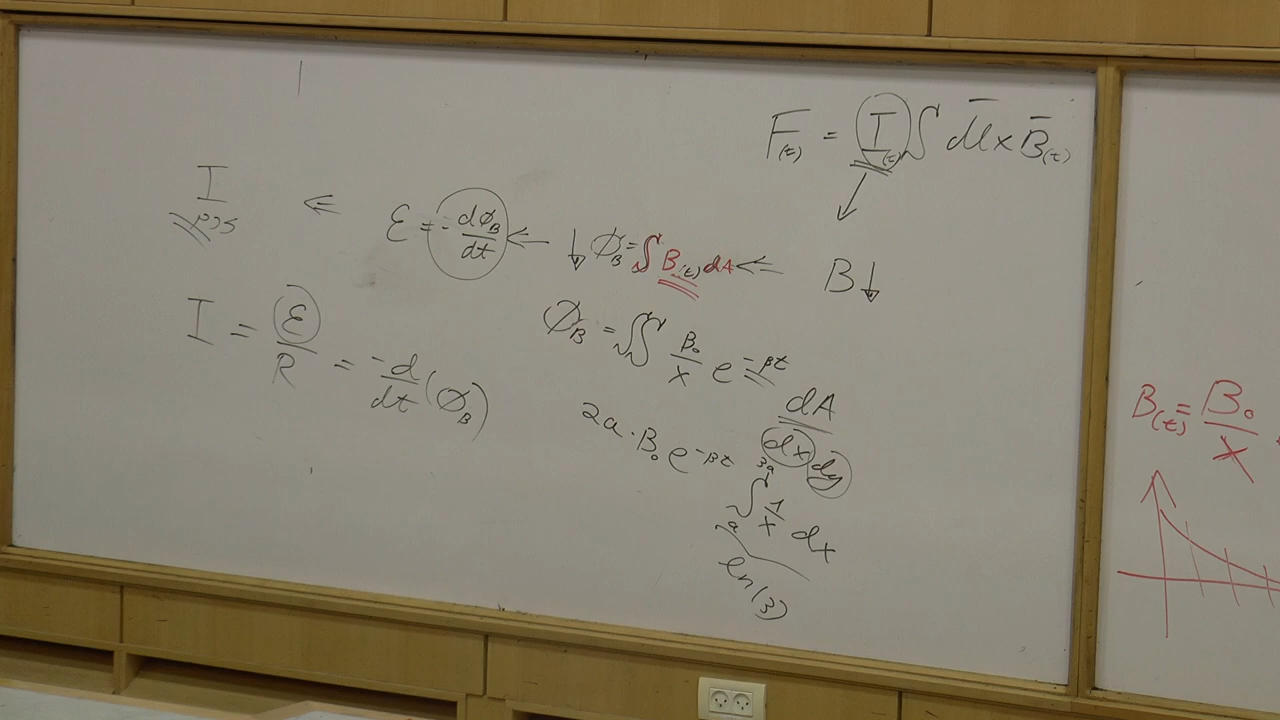 F(t) = I(t) ∫ dl x B(t)
I ⇐ ε = - dΦB/dt ⇐ ↓ ΦB = ∫ B(t) dA ⇐ B ↓
ΦB = ∬ B₀/x e^-βt dA
dx dy
I = ε/R = -d/dt (ΦB)
2a · B₀ e^-βt ∫a^3a 1/x dx
ln(3)
B(t) = B₀/x